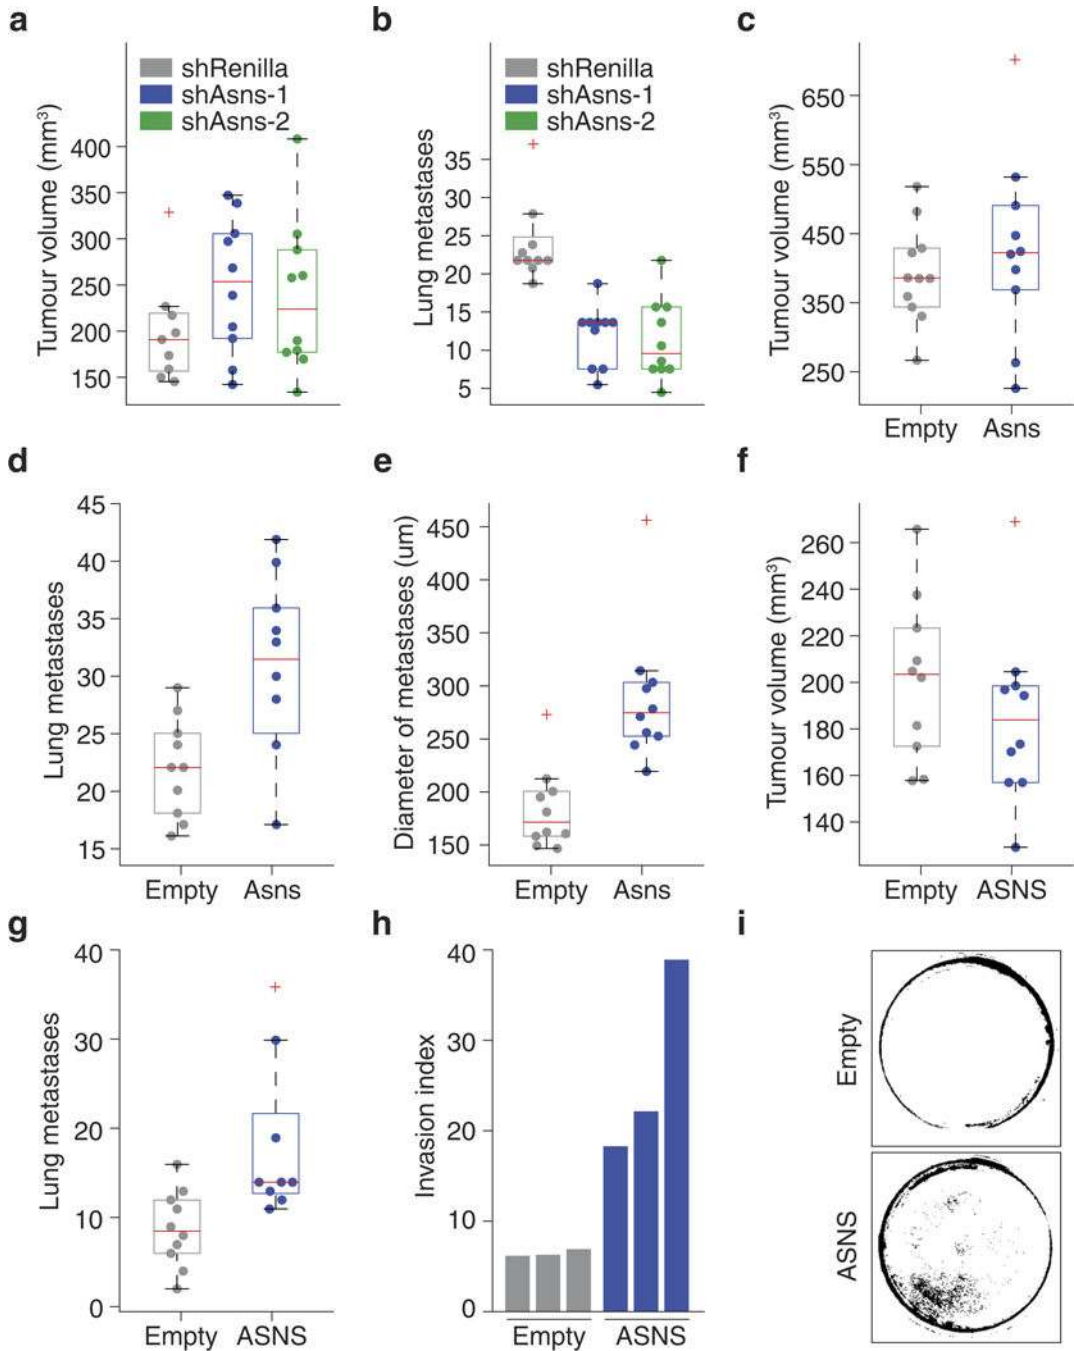 a
Tumour volume (mm³)
400
350
300
250
200
150
shRenilla
shAsns-1
shAsns-2
b
Lung metastases
35
30
25
20
15
10
5
shRenilla
shAsns-1
shAsns-2
c
Tumour volume (mm³)
650
550
450
350
250
Empty Asns
d
Lung metastases
45
40
35
30
25
20
15
Empty Asns
e
Diameter of metastases (um)
450
400
350
300
250
200
150
Empty Asns
f
Tumour volume (mm³)
260
240
220
200
180
160
140
Empty ASNS
g
Lung metastases
40
30
20
10
0
Empty ASNS
h
Invasion index
40
30
20
10
0
Empty ASNS
i
Empty
ASNS